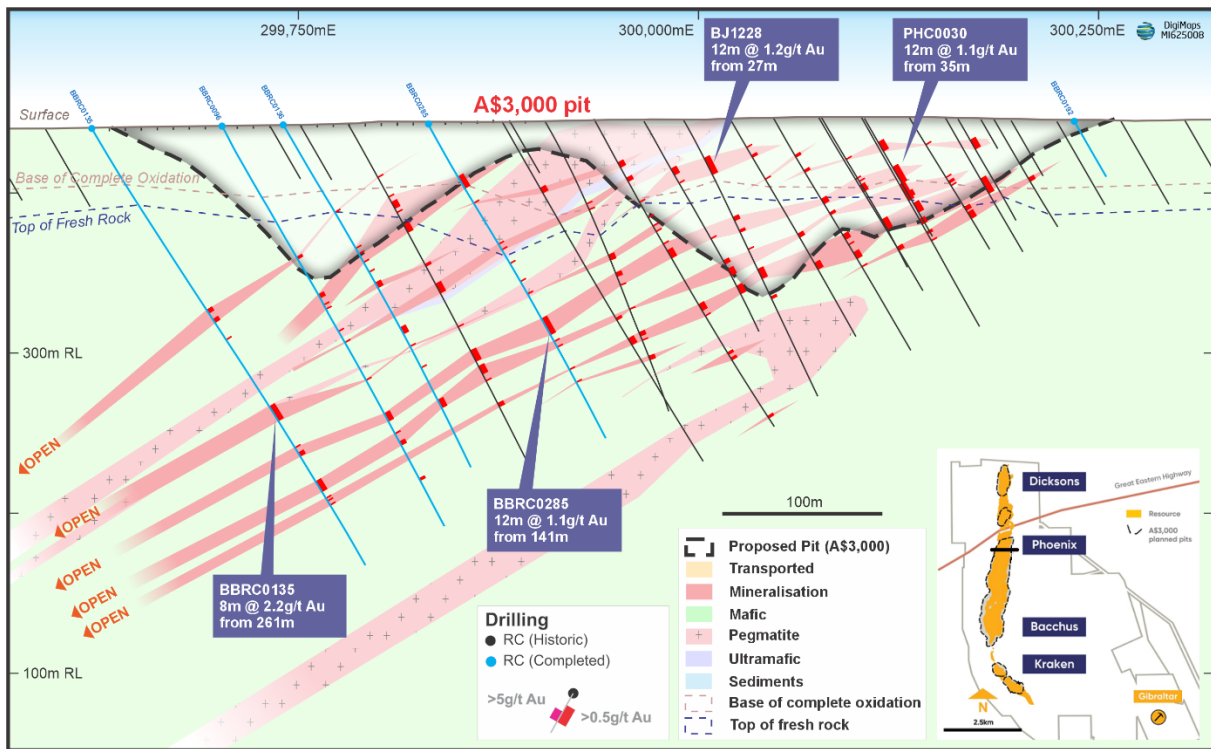 299,750mE
300,000mE
300,250mE
DigiMaps
MI625008
BJ1228
12m @ 1.2g/t Au
from 27m
PHC0030
12m @ 1.1g/t Au
from 35m
BBRC0135
BBRC0096
BBRC0136
BBRC0285
BBRC0192
A$3,000 pit
Surface
Base of Complete Oxidation
Top of Fresh Rock
300m RL
100m RL
OPEN
OPEN
OPEN
OPEN
OPEN
BBRC0285
12m @ 1.1g/t Au
from 141m
BBRC0135
8m @ 2.2g/t Au
from 261m
100m
Drilling
RC (Historic)
RC (Completed)
>5g/t Au
>0.5g/t Au
Proposed Pit (A$3,000)
Transported
Mineralisation
Mafic
Pegmatite
Ultramafic
Sediments
Base of complete oxidation
Top of fresh rock
Dicksons
Great Eastern Highway
Resource
A$3,000
planned pits
Phoenix
Bacchus
Kraken
Gibraltar
N
2.5km